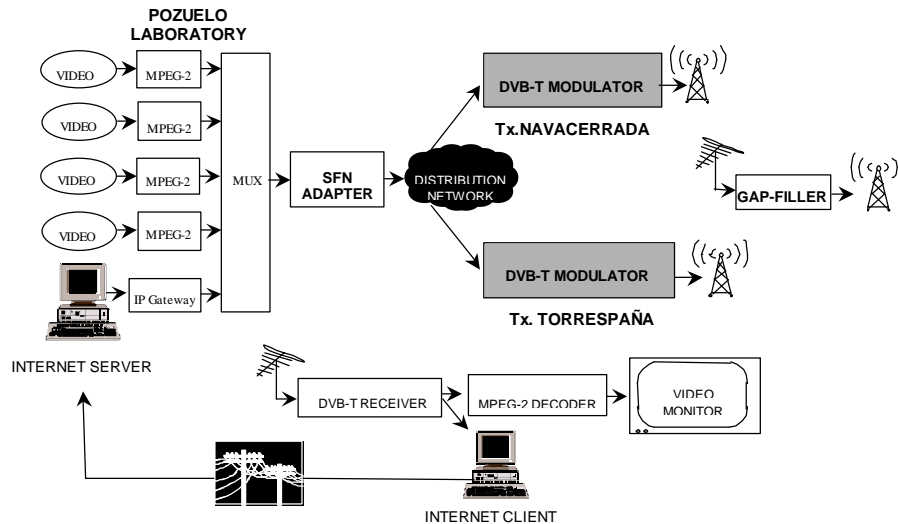 POZUELO
LABORATORY
VIDEO
MPEG-2
VIDEO
MPEG-2
VIDEO
MPEG-2
VIDEO
MPEG-2
IP Gateway
MUX
INTERNET SERVER
SFN
ADAPTER
DISTRIBUTION
NETWORK
DVB-T MODULATOR
Tx.NAVACERRADA
GAP-FILLER
DVB-T MODULATOR
Tx. TORRESPAÑA
DVB-T RECEIVER
MPEG-2 DECODER
VIDEO
MONITOR
INTERNET CLIENT